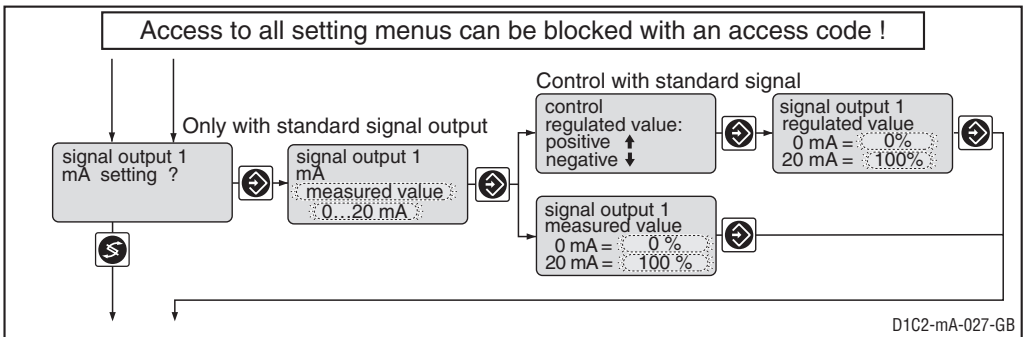 Access to all setting menus can be blocked with an access code !
Control with standard signal
Only with standard signal output
signal output 1
mA setting ?
signal output 1
mA
measured value
0...20 mA
control
regulated value:
positive ⬆
negative ⬇
signal output 1
regulated value
0 mA = 0%
20 mA = 100%
signal output 1
measured value
0 mA = 0 %
20 mA = 100 %
D1C2-mA-027-GB